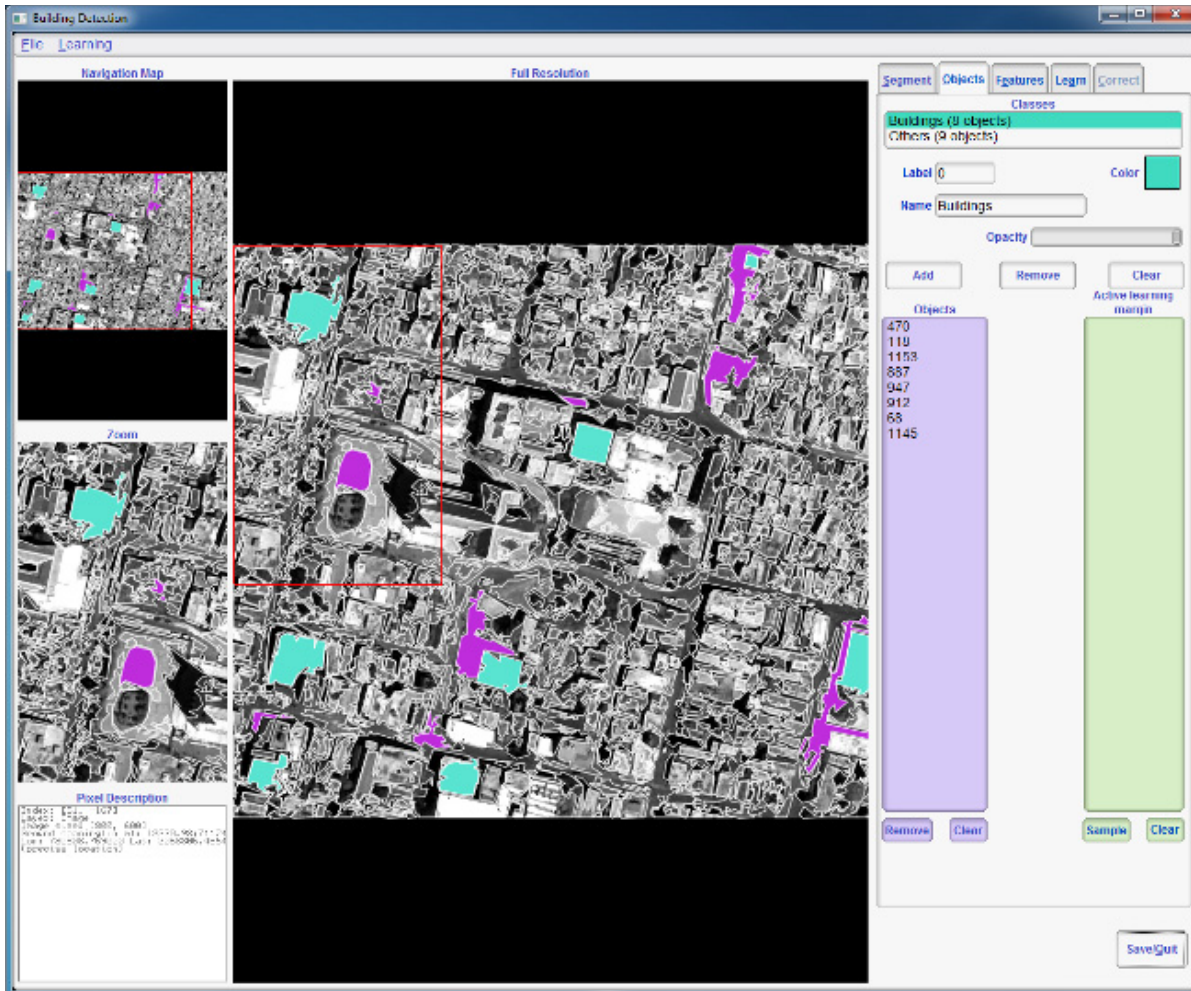 Building Detection
File Learning
Navigation Map
Full Resolution
Segment Objects Features Learn Correct
Classes
Buildings (8 objects)
Others (9 objects)
Label 0
Color
Name Buildings
Opacity
Add Remove Clear
Objects
Active learning
margin
470
118
1153
887
947
912
68
1145
Zoom
Pixel Description
Remove Clear
Sample Clear
Save/Quit